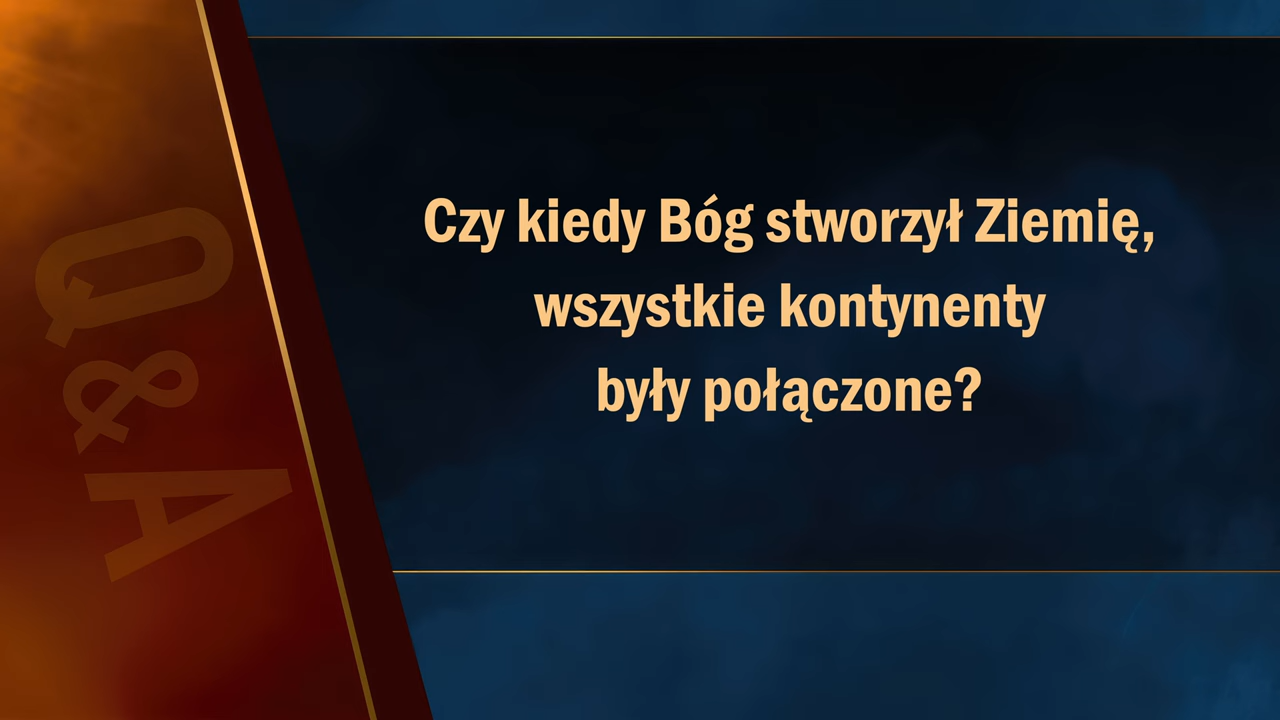 Q&A
Czy kiedy Bóg stworzył Ziemię,
wszystkie kontynenty
były połączone?